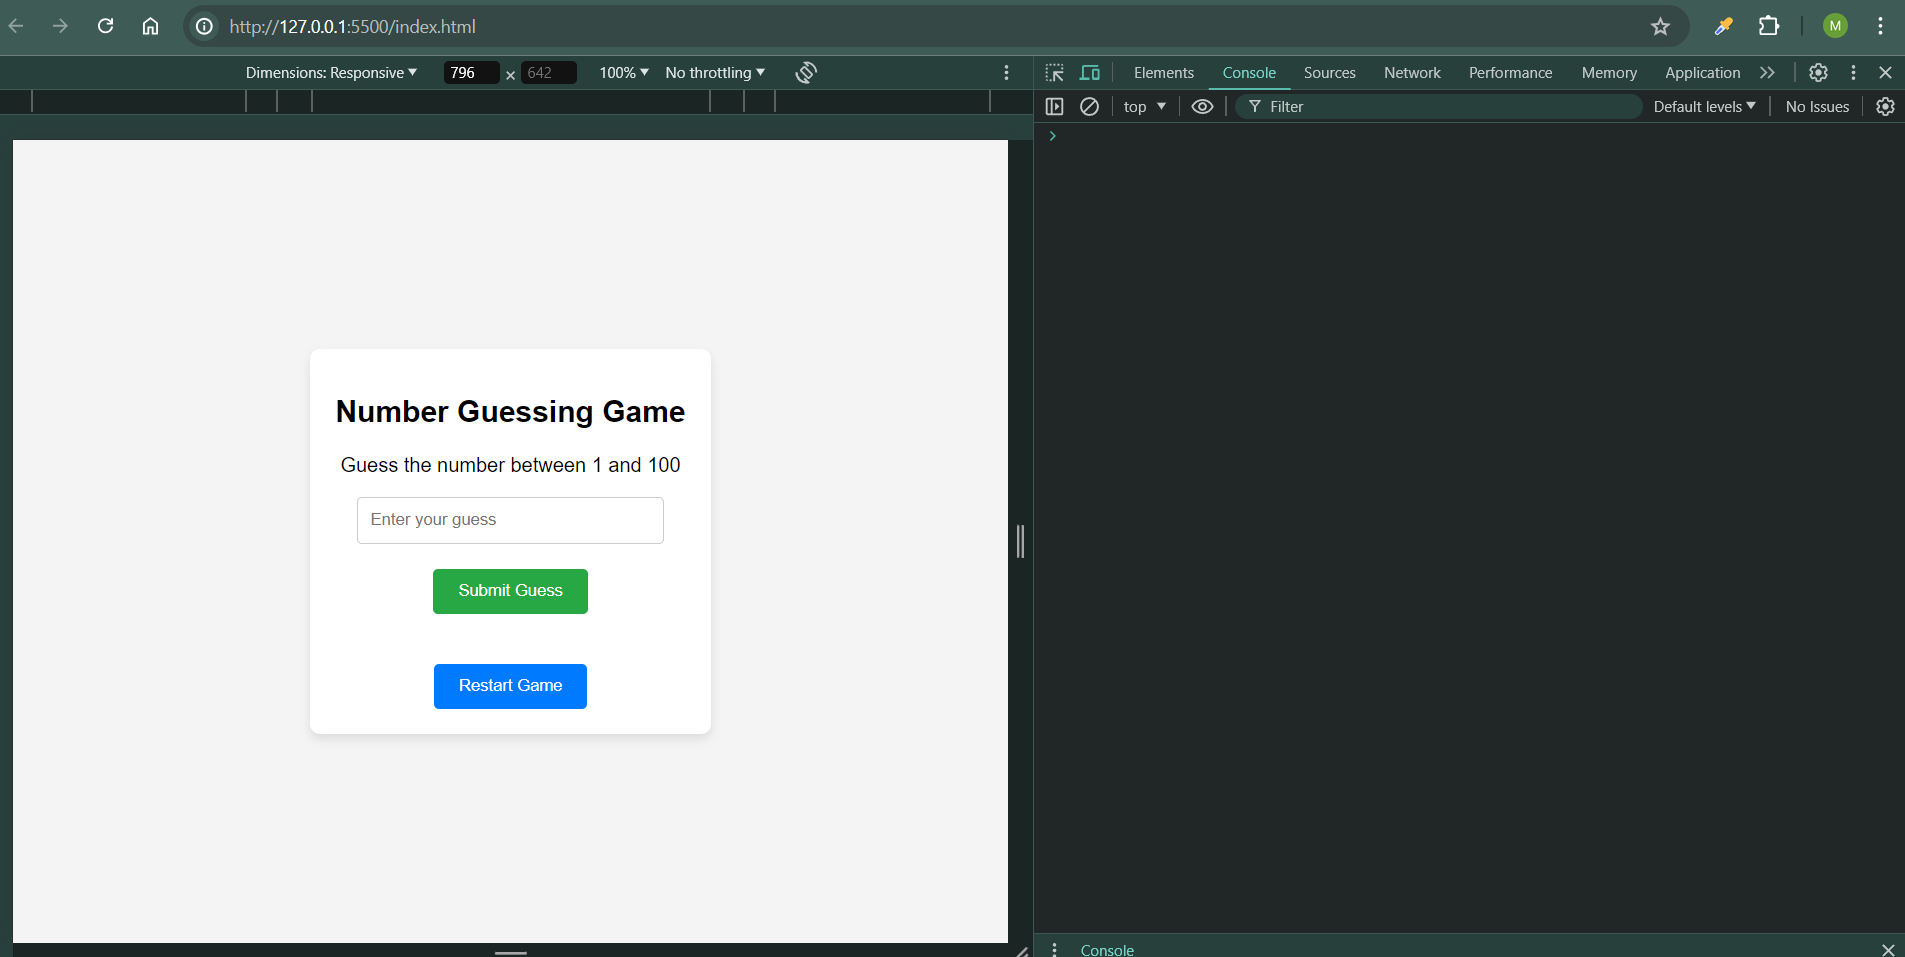 http://127.0.0.1:5500/index.html
M
Dimensions: Responsive 796 × 642 100% No throttling
Elements Console Sources Network Performance Memory Application
top Filter Default levels No Issues
Number Guessing Game
Guess the number between 1 and 100
Enter your guess
Submit Guess
Restart Game
Console